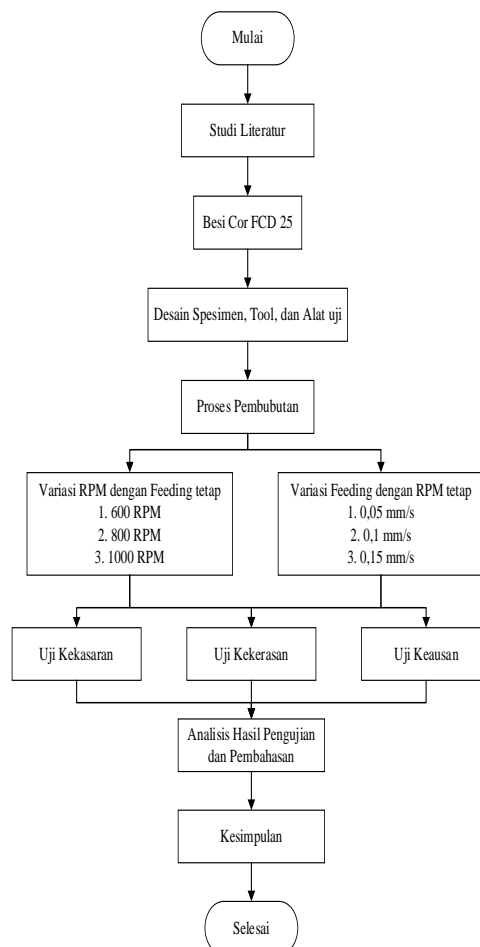 Mulai
Studi Literatur
Besi Cor FCD 25
Desain Spesimen, Tool, dan Alat uji
Proses Pembubutan
Variasi RPM dengan Feeding tetap
1. 600 RPM
2. 800 RPM
3. 1000 RPM
Variasi Feeding dengan RPM tetap
1. 0,05 mm/s
2. 0,1 mm/s
3. 0,15 mm/s
Uji Kekasaran
Uji Kekerasan
Uji Keausan
Analisis Hasil Pengujian
dan Pembahasan
Kesimpulan
Selesai